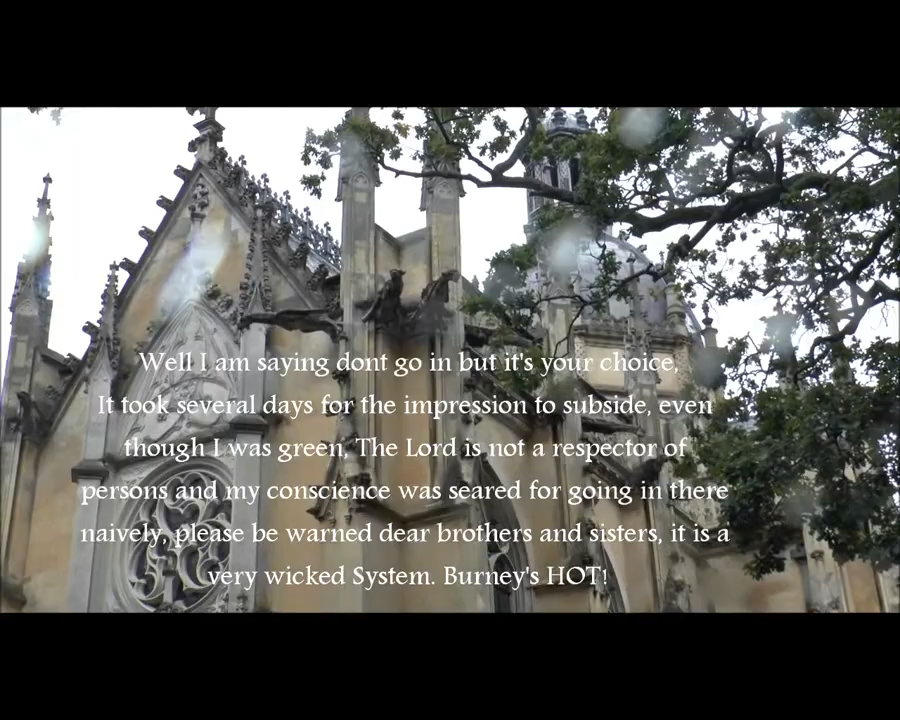 Well I am saying dont go in but it's your choice,
It took several days for the impression to subside, even
though I was green, The Lord is not a respector of
persons and my conscience was seared for going in there
naively, please be warned dear brothers and sisters, it is a
very wicked System. Burney's HOT!